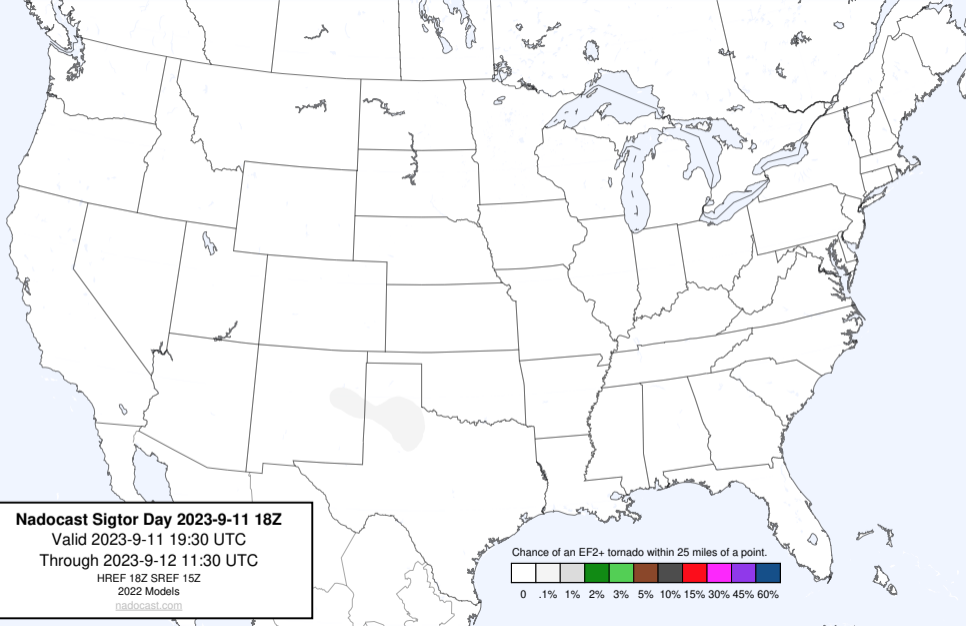 Nadocast Sigtor Day 2023-9-11 18Z
Valid 2023-9-11 19:30 UTC
Through 2023-9-12 11:30 UTC
HREF 18Z SREF 15Z
2022 Models
nadocast.com
Chance of an EF2+ tornado within 25 miles of a point.
0 .1% 1% 2% 3% 5% 10% 15% 30% 45% 60%